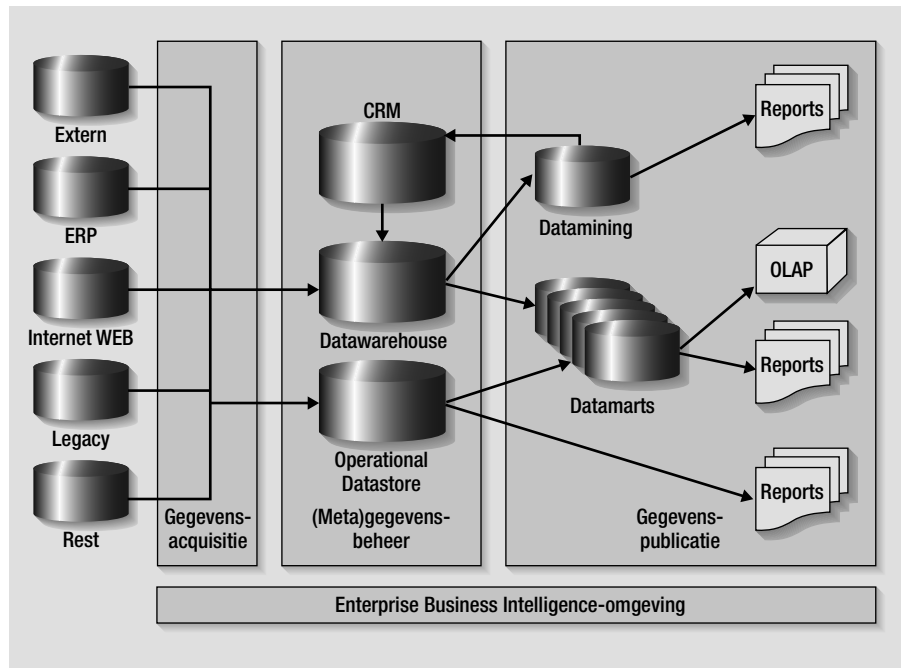 Extern
ERP
Internet WEB
Legacy
Rest
Gegevens-
acquisitie
CRM
Datawarehouse
Operational
Datastore
(Meta)gegevens-
beheer
Datamining
Datamarts
Reports
OLAP
Reports
Reports
Gegevens-
publicatie
Enterprise Business Intelligence-omgeving